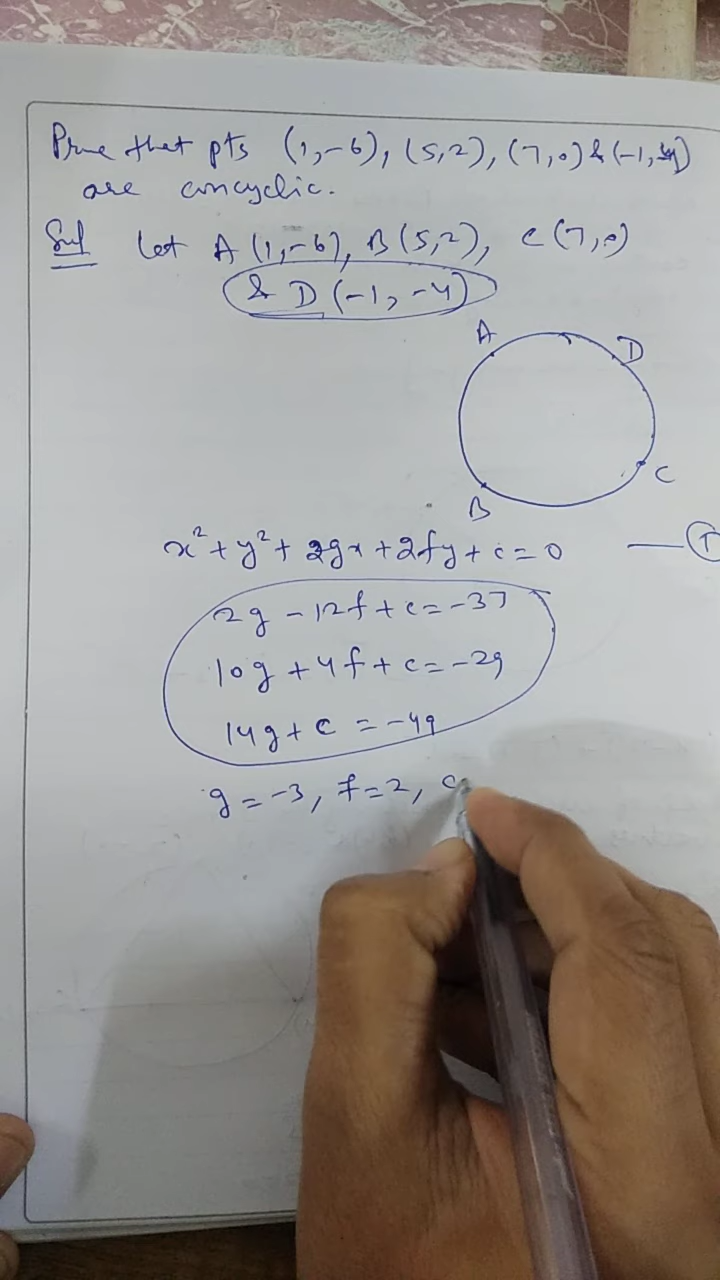 Prove that pts (1,-6), (5,2), (7,0) & (-1,-4)
are concyclic.
Sol Let A (1,-6), B (5,2), C (7,0)
& D (-1,-4)
A
D
C
B
x²+y²+2gx+2fy+c=0 — ①
2g-12f+c=-37
10g+4f+c=-29
14g+c=-49
g=-3, f=2, c